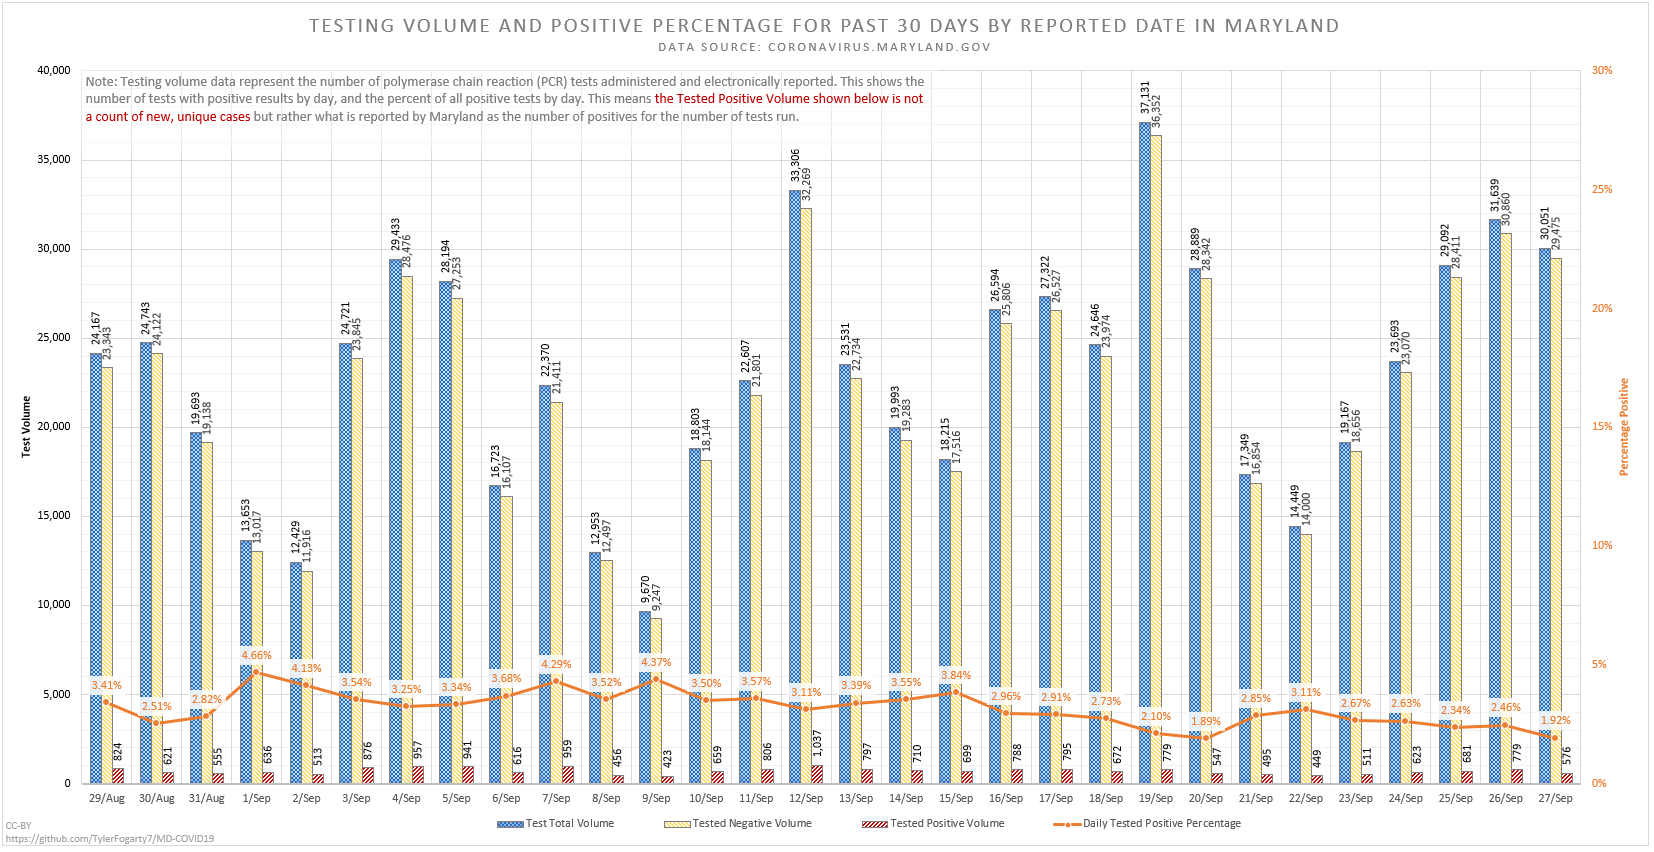 TESTING VOLUME AND POSITIVE PERCENTAGE FOR PAST 30 DAYS BY REPORTED DATE IN MARYLAND
DATA SOURCE: CORONAVIRUS.MARYLAND.GOV
Note: Testing volume data represent the number of polymerase chain reaction (PCR) tests administered and electronically reported. This shows the
number of tests with positive results by day, and the percent of all positive tests by day. This means the Tested Positive Volume shown below is not
a count of new, unique cases but rather what is reported by Maryland as the number of positives for the number of tests run.
Test Volume
40,000
35,000
30,000
25,000
20,000
15,000
10,000
5,000
0
24,167 24,743 19,693 13,653 12,429 24,721 29,433 28,194 16,723 22,370 12,953 9,670 18,803 22,607 33,306 23,531 19,993 18,215 26,594 27,322 24,646 37,131 28,889 17,349 14,449 19,167 23,693 29,092 31,639 30,051
23,343 24,122 19,138 13,017 11,916 23,845 28,476 27,253 16,107 21,411 12,497 9,247 18,144 21,801 32,269 22,734 19,283 17,516 25,806 26,527 23,974 36,352 28,342 16,854 14,000 18,656 23,070 28,411 30,860 29,475
3.41% 2.51% 2.82% 4.66% 4.13% 3.54% 3.25% 3.34% 3.68% 4.29% 3.52% 4.37% 3.50% 3.57% 3.11% 3.39% 3.55% 3.84% 2.96% 2.91% 2.73% 2.10% 1.89% 2.85% 3.11% 2.67% 2.63% 2.34% 2.46% 1.92%
824 621 555 636 513 876 957 941 616 959 456 423 659 806 1,037 797 710 699 788 795 672 779 547 495 449 511 623 681 779 576
29/Aug 30/Aug 31/Aug 1/Sep 2/Sep 3/Sep 4/Sep 5/Sep 6/Sep 7/Sep 8/Sep 9/Sep 10/Sep 11/Sep 12/Sep 13/Sep 14/Sep 15/Sep 16/Sep 17/Sep 18/Sep 19/Sep 20/Sep 21/Sep 22/Sep 23/Sep 24/Sep 25/Sep 26/Sep 27/Sep
30%
25%
20%
15%
10%
5%
0%
Percentage Positive
Test Total Volume Tested Negative Volume Tested Positive Volume Daily Tested Positive Percentage
CC-BY
https://github.com/TylerFogarty7/MD-COVID19